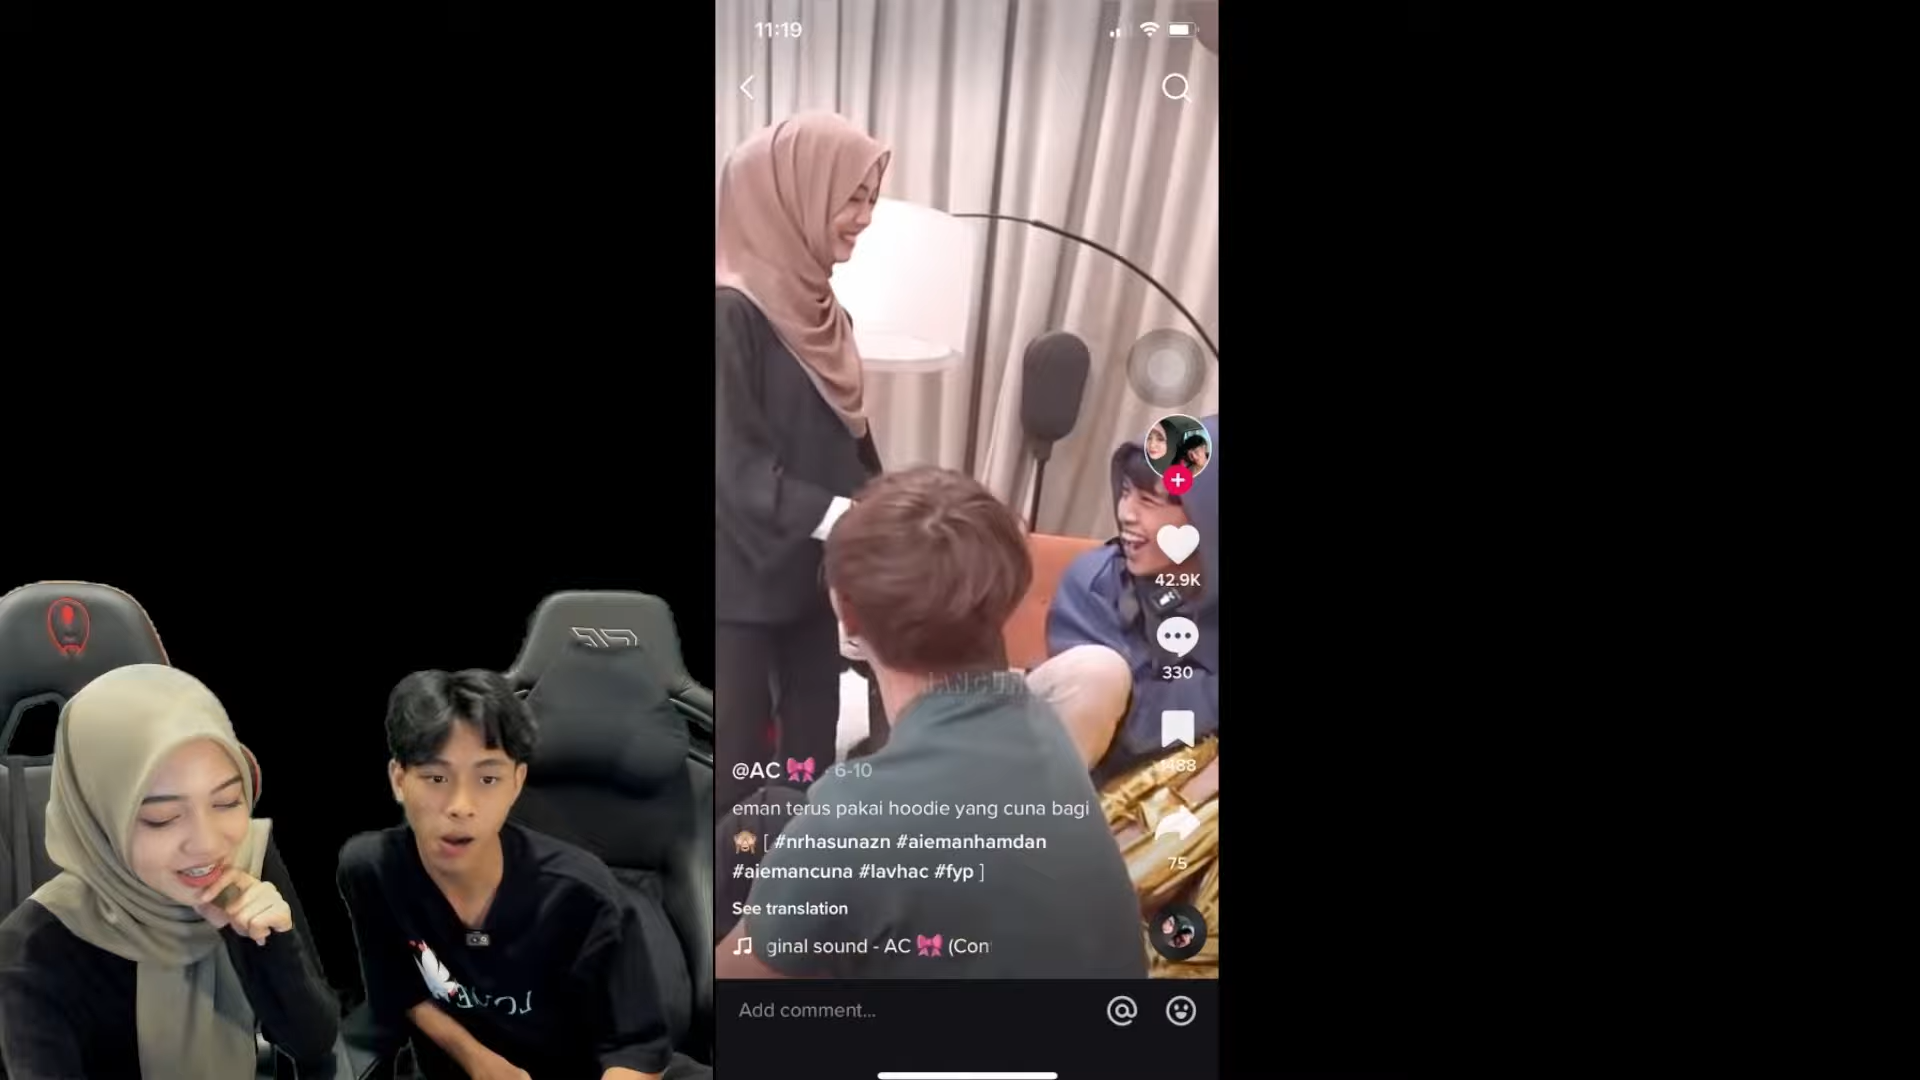 11:19
42.9K
330
1488
75
@AC 🎀 · 6-10
eman terus pakai hoodie yang cuna bagi
🙈 [ #nrhasunazn #aiemanhamdan
#aiemancuna #lavhac #fyp ]
See translation
ginal sound - AC 🎀 (Con
Add comment...